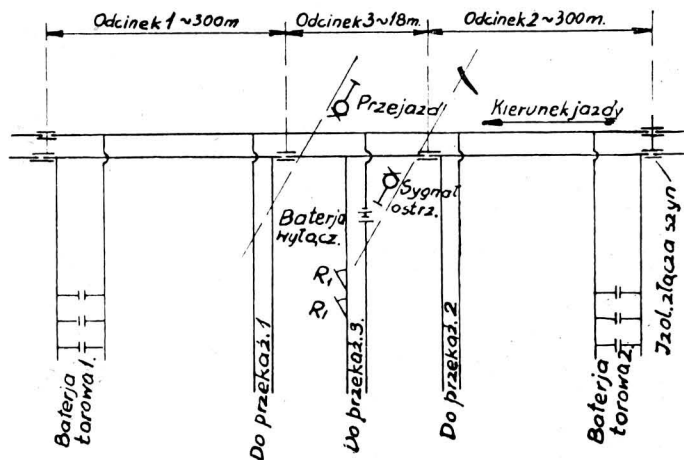 Odcinek 1 ~ 300m
Odcinek 3 ~ 18m.
Odcinek 2 ~ 300m.
Przejazd
Kierunek jazdy
Sygnał
ostrz.
Baterja
wyłącz.
R₁
R₁
Izol. złącza szyn
Baterja
torowa 1.
Do przekaź. 1
Do przekaź. 3
Do przekaź. 2
Baterja
torowa 2.